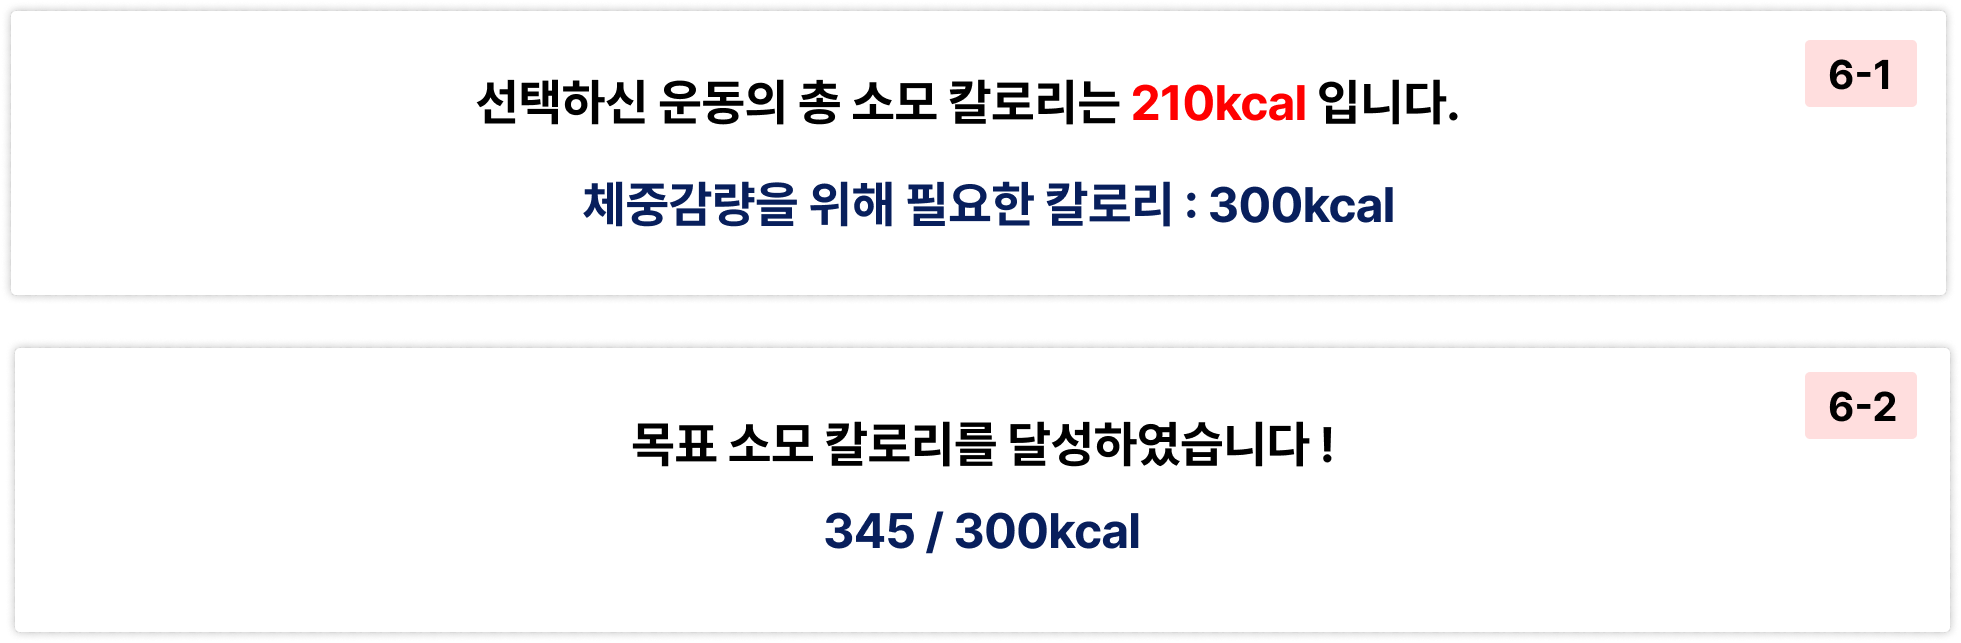 6-1
선택하신 운동의 총 소모 칼로리는 210kcal 입니다.
체중감량을 위해 필요한 칼로리 : 300kcal
6-2
목표 소모 칼로리를 달성하였습니다 !
345 / 300kcal